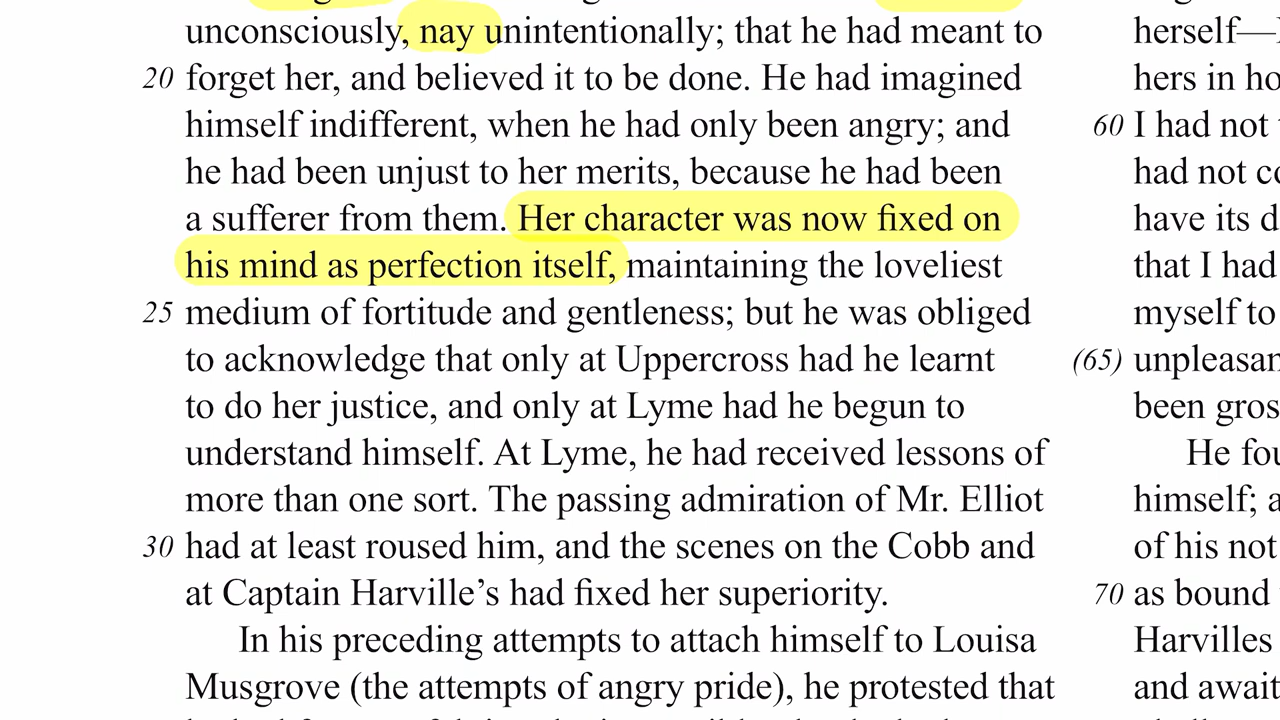 unconsciously, nay unintentionally; that he had meant to
20 forget her, and believed it to be done. He had imagined
himself indifferent, when he had only been angry; and
he had been unjust to her merits, because he had been
a sufferer from them. Her character was now fixed on
his mind as perfection itself, maintaining the loveliest
25 medium of fortitude and gentleness; but he was obliged
to acknowledge that only at Uppercross had he learnt
to do her justice, and only at Lyme had he begun to
understand himself. At Lyme, he had received lessons of
more than one sort. The passing admiration of Mr. Elliot
30 had at least roused him, and the scenes on the Cobb and
at Captain Harville’s had fixed her superiority.
In his preceding attempts to attach himself to Louisa
Musgrove (the attempts of angry pride), he protested that
herself—
hers in
60 I had not
had not
have its
that I had
myself to
(65)
been
He
himself;
of his not
70 as bound
Harvilles
and